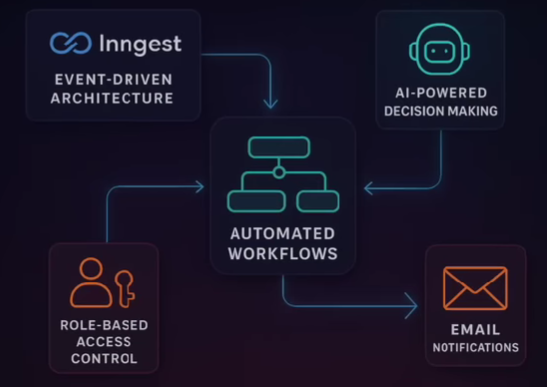 Inngest
EVENT-DRIVEN
ARCHITECTURE
AI-POWERED
DECISION MAKING
AUTOMATED
WORKFLOWS
ROLE-BASED
ACCESS
CONTROL
EMAIL
NOTIFICATIONS